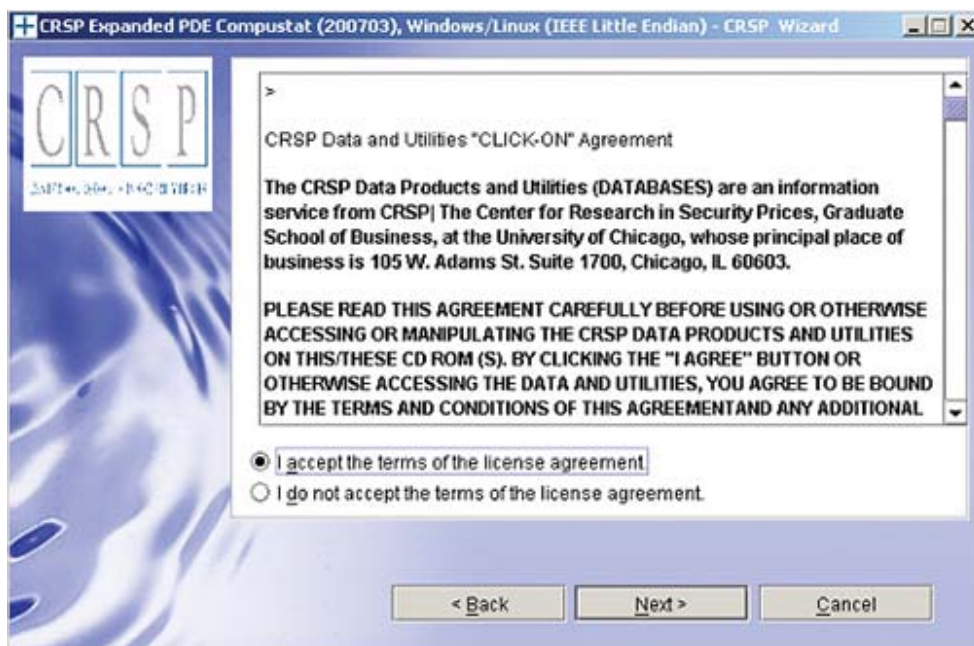 CRSP Expanded PDE Compustat (200703), Windows/Linux (IEEE Little Endian) - CRSP Wizard
CRSP
>
CRSP Data and Utilities "CLICK-ON" Agreement
The CRSP Data Products and Utilities (DATABASES) are an information
service from CRSP| The Center for Research in Security Prices, Graduate
School of Business, at the University of Chicago, whose principal place of
business is 105 W. Adams St. Suite 1700, Chicago, IL 60603.
PLEASE READ THIS AGREEMENT CAREFULLY BEFORE USING OR OTHERWISE
ACCESSING OR MANIPULATING THE CRSP DATA PRODUCTS AND UTILITIES
ON THIS/THESE CD ROM (S). BY CLICKING THE "I AGREE" BUTTON OR
OTHERWISE ACCESSING THE DATA AND UTILITIES, YOU AGREE TO BE BOUND
BY THE TERMS AND CONDITIONS OF THIS AGREEMENTAND ANY ADDITIONAL
I accept the terms of the license agreement.
I do not accept the terms of the license agreement.
< Back
Next >
Cancel